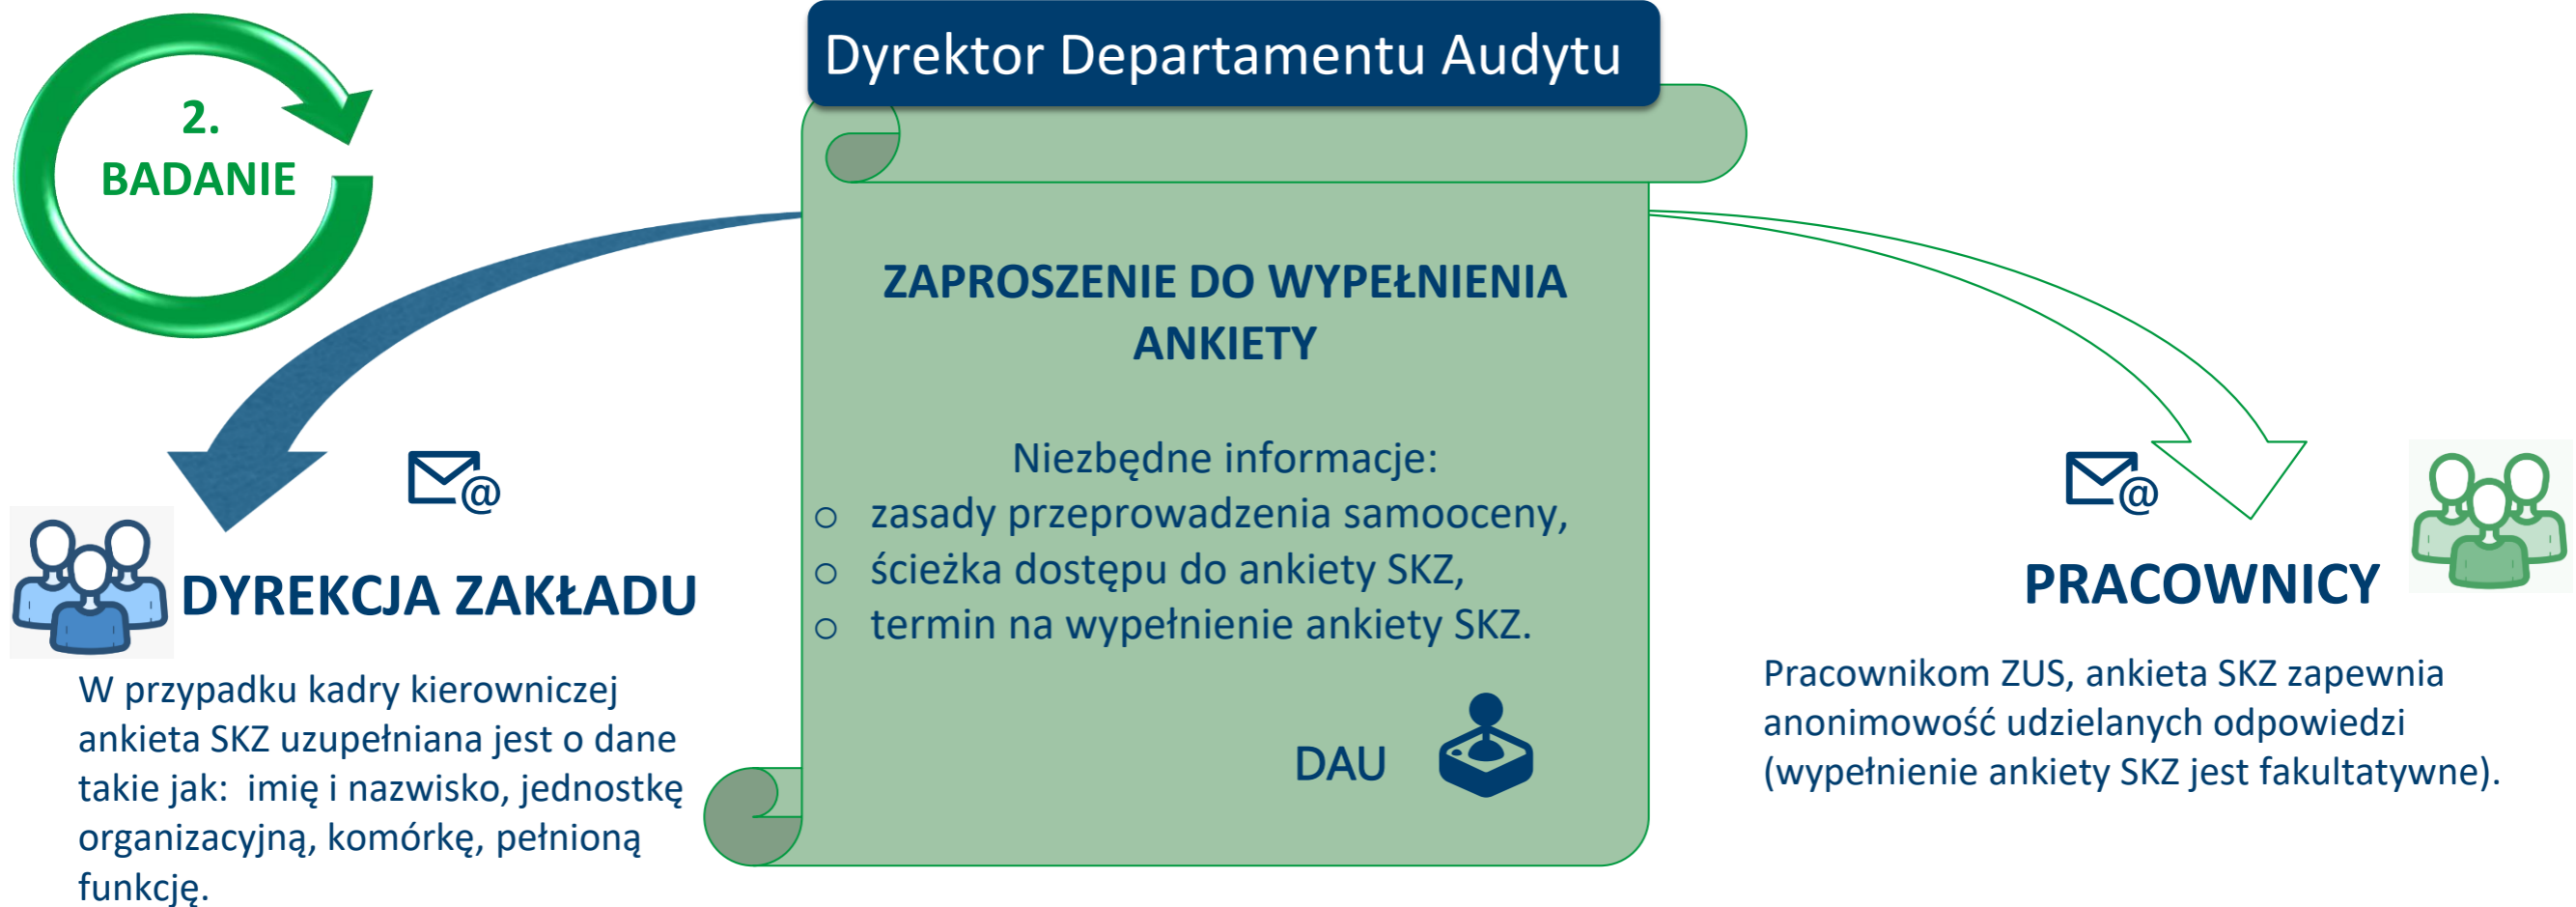 2.
BADANIE
Dyrektor Departamentu Audytu
ZAPROSZENIE DO WYPEŁNIENIA
ANKIETY
Niezbędne informacje:
o zasady przeprowadzenia samooceny,
o ścieżka dostępu do ankiety SKZ,
o termin na wypełnienie ankiety SKZ.
DAU
@
DYREKCJA ZAKŁADU
W przypadku kadry kierowniczej
ankieta SKZ uzupełniana jest o dane
takie jak: imię i nazwisko, jednostkę
organizacyjną, komórkę, pełnioną
funkcję.
@
PRACOWNICY
Pracownikom ZUS, ankieta SKZ zapewnia
anonimowość udzielanych odpowiedzi
(wypełnienie ankiety SKZ jest fakultatywne).